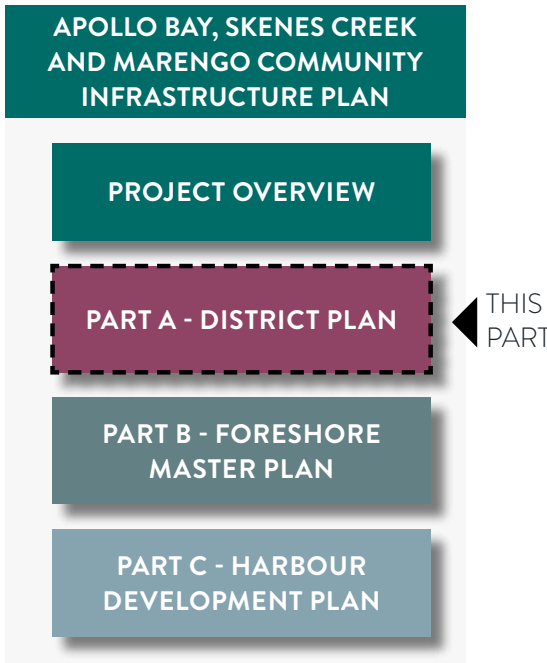 APOLLO BAY, SKENES CREEK
AND MARENGO COMMUNITY
INFRASTRUCTURE PLAN
PROJECT OVERVIEW
PART A - DISTRICT PLAN
THIS
PART
PART B - FORESHORE
MASTER PLAN
PART C - HARBOUR
DEVELOPMENT PLAN